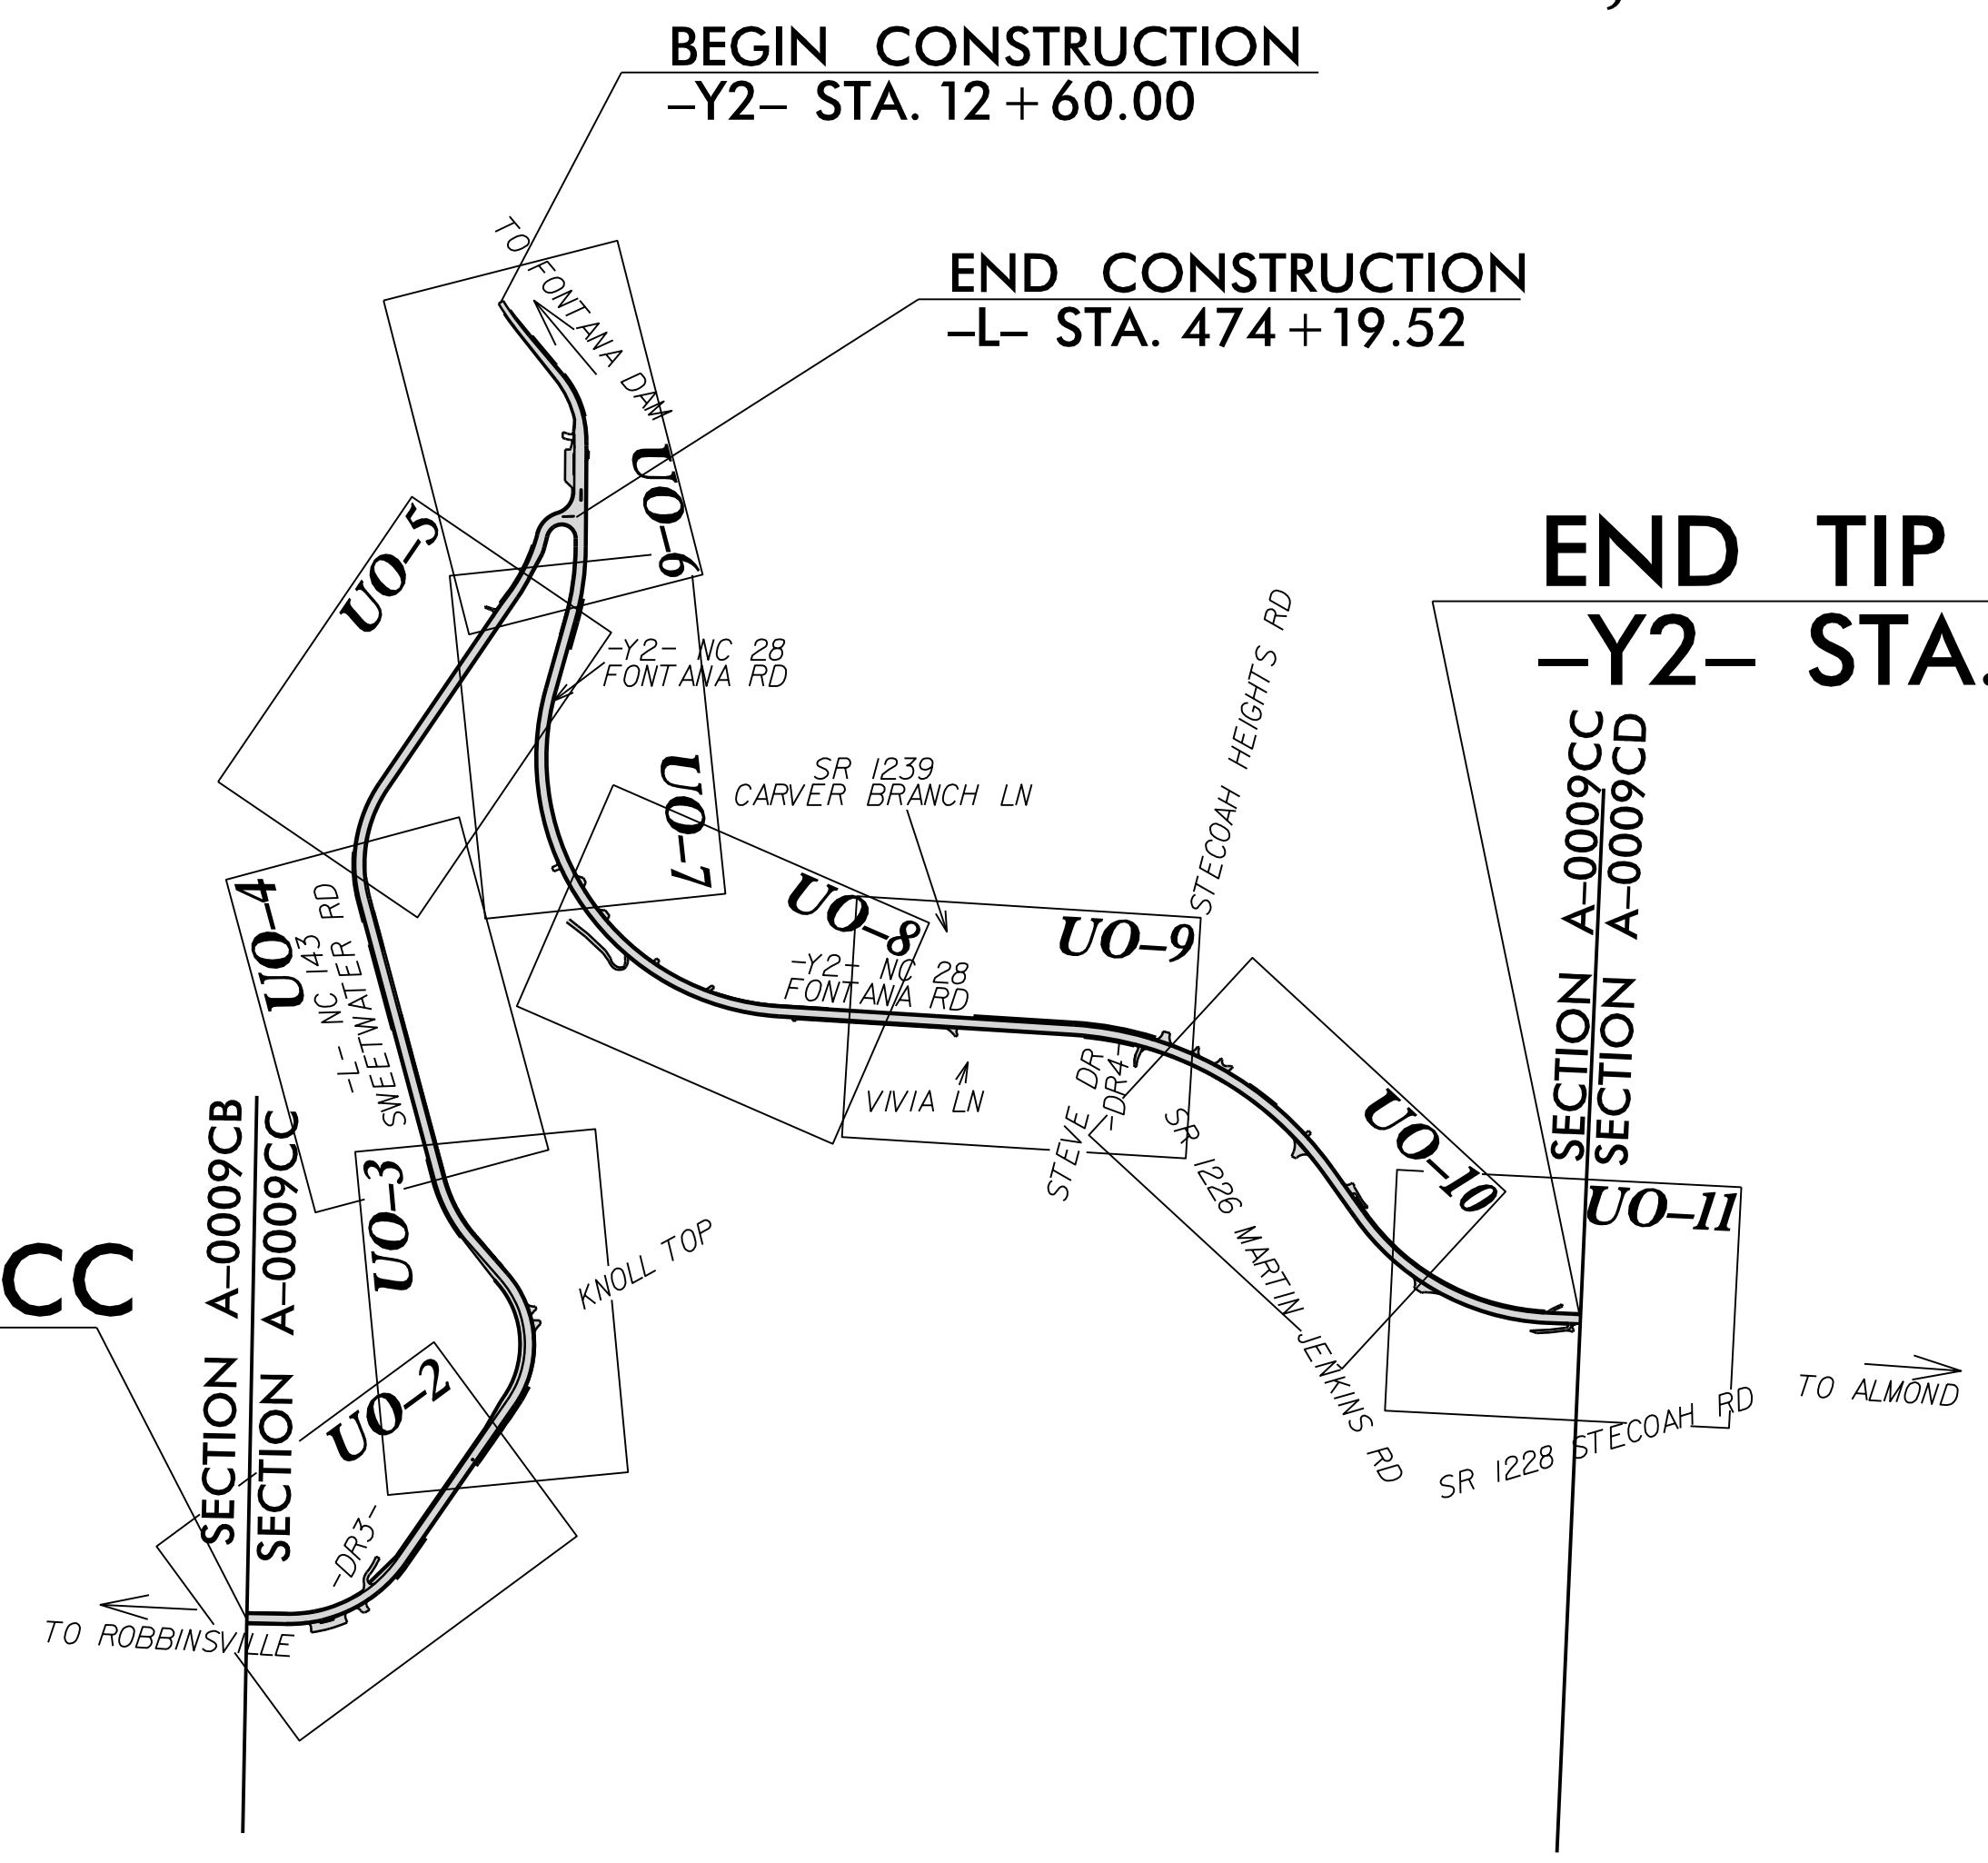 BEGIN CONSTRUCTION
–Y2– STA. 12+60.00
END CONSTRUCTION
–L– STA. 474+19.52
TO FONTANA DAM
UO–6
UO–5
END TIP
–Y2– STA.
-Y2- NC 28
FONTANA RD
STECOAH HEIGHTS RD
SECTION A–0009CC
SECTION A–0009CD
UO–7
SR 1239
CARVER BRANCH LN
UO–4
-L- NC 143
SWEETWATER RD
UO–8
UO–9
-Y2- NC 28
FONTANA RD
VIVIA LN
STEVE DR
-DR4-
SR 1226 MARTIN JENKINS RD
UO–10
UO–11
SECTION A–0009CB
SECTION A–0009CC
UO–3
KNOLL TOP
CC
UO–2
-DR3-
TO ALMOND
SR 1228 STECOAH RD
TO ROBBINSVILLE